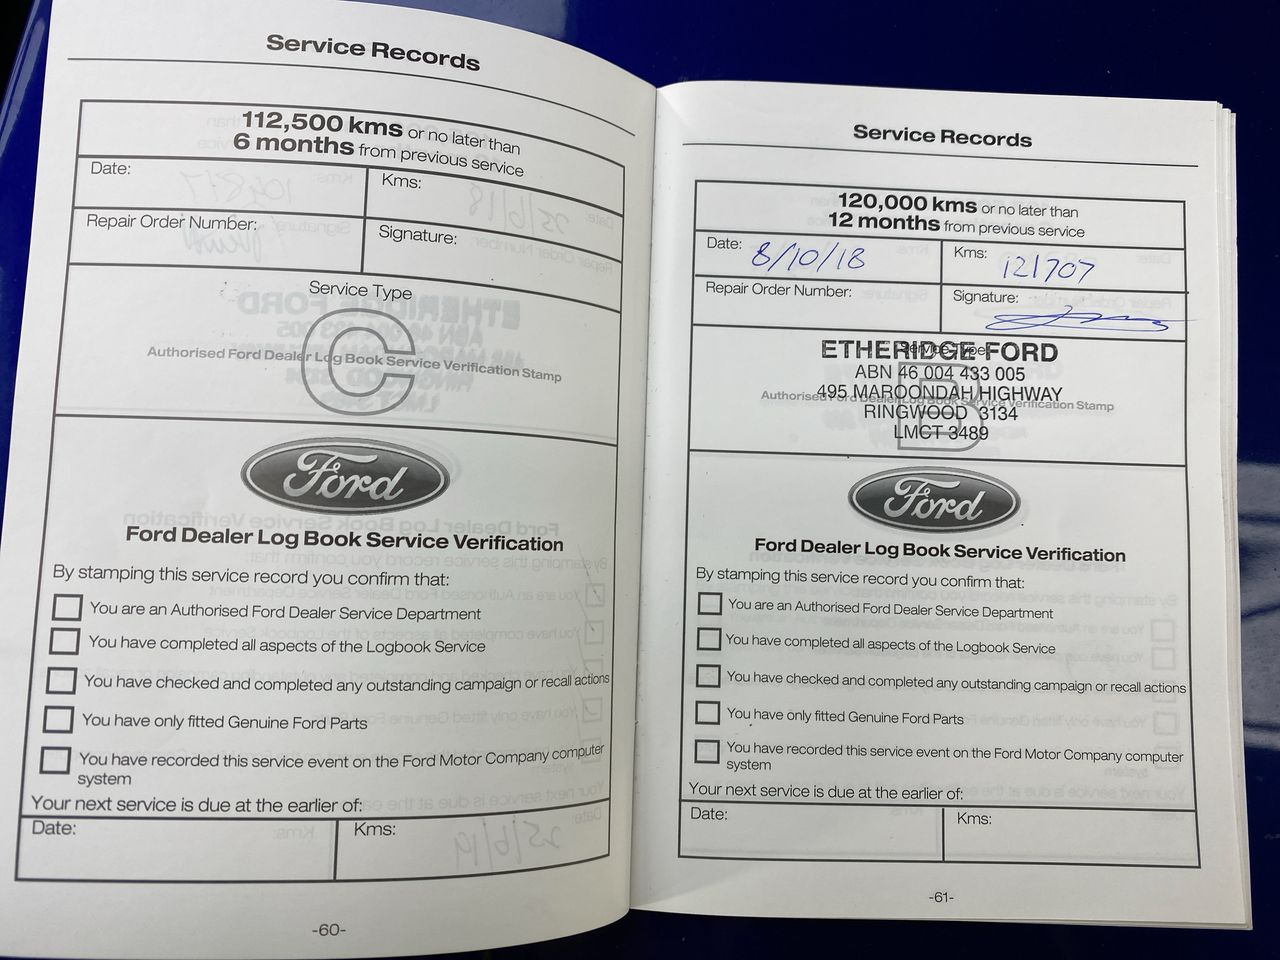 Service Records
112,500 kms or no later than
6 months from previous service
Date:
Kms:
Repair Order Number:
Signature:
Service Type
C
Authorised Ford Dealer Log Book Service Verification Stamp
Ford
Ford Dealer Log Book Service Verification
By stamping this service record you confirm that:
You are an Authorised Ford Dealer Service Department
You have completed all aspects of the Logbook Service
You have checked and completed any outstanding campaign or recall actions
You have only fitted Genuine Ford Parts
You have recorded this service event on the Ford Motor Company computer
system
Your next service is due at the earlier of:
Date:
Kms:
-60-
Service Records
120,000 kms or no later than
12 months from previous service
Date: 8/10/18
Kms: 121707
Repair Order Number:
Signature:
Service Type
ETHERIDGE FORD
ABN 46 004 433 005
495 MAROONDAH HIGHWAY
Authorised Ford Dealer Log Book Service Verification Stamp
B
RINGWOOD 3134
LMCT 3489
Ford
Ford Dealer Log Book Service Verification
By stamping this service record you confirm that:
You are an Authorised Ford Dealer Service Department
You have completed all aspects of the Logbook Service
You have checked and completed any outstanding campaign or recall actions
You have only fitted Genuine Ford Parts
You have recorded this service event on the Ford Motor Company computer
system
Your next service is due at the earlier of:
Date:
Kms:
-61-